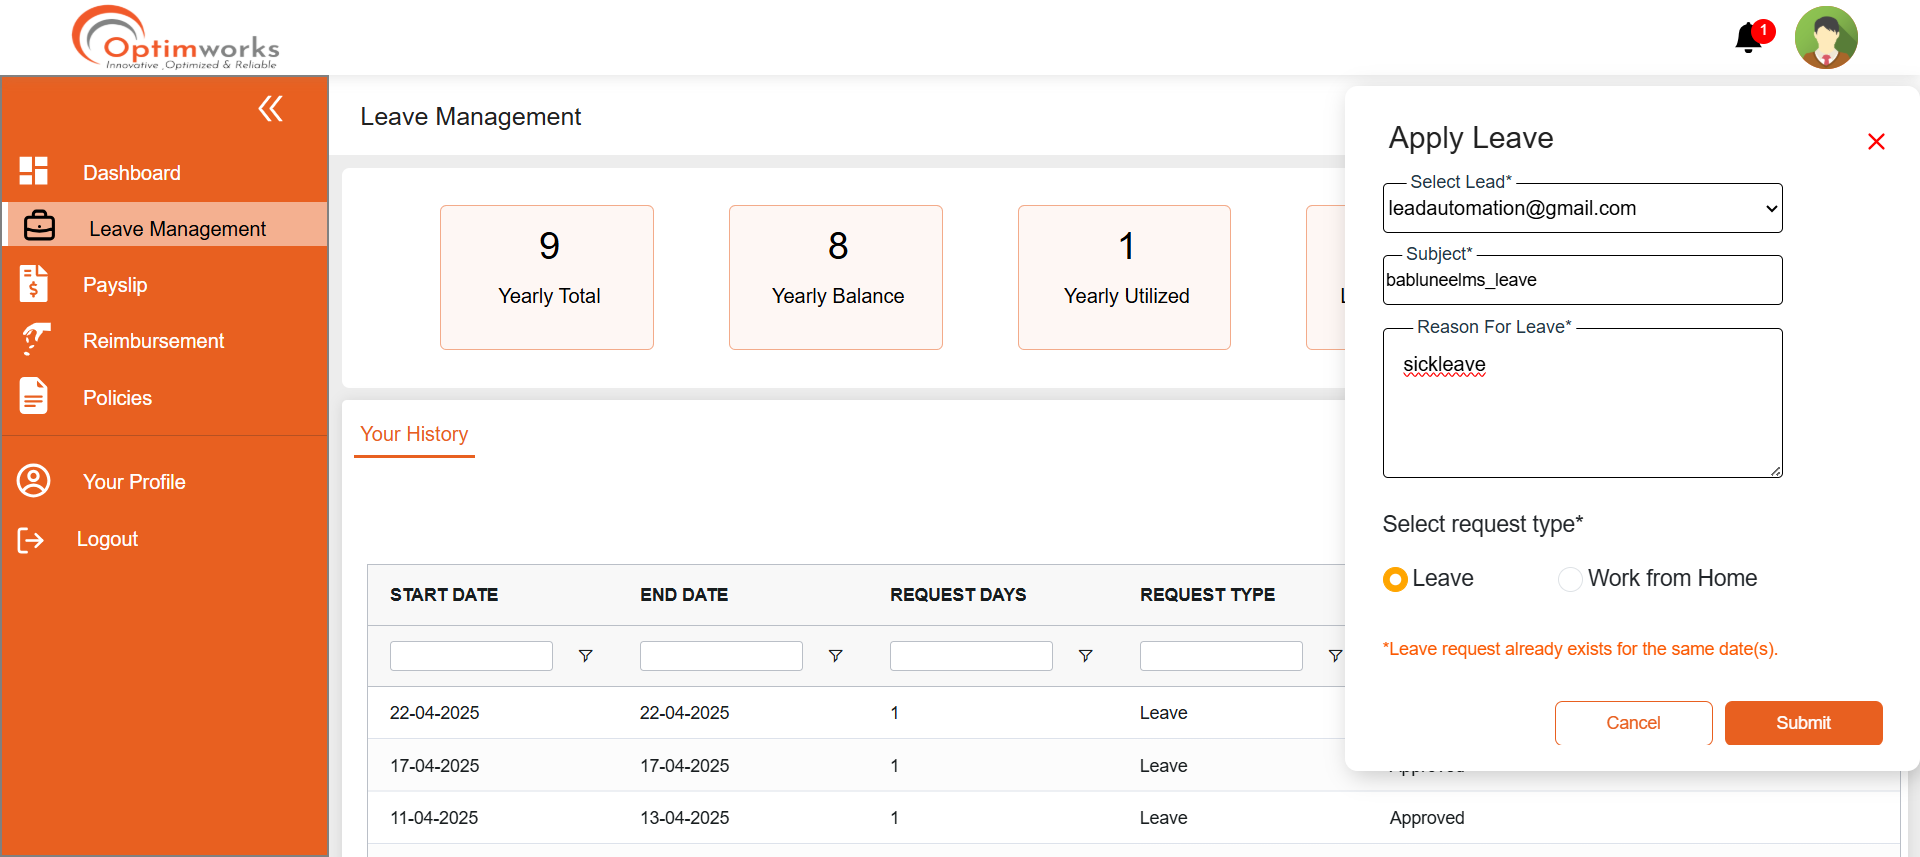 Optimworks
Innovative ,Optimized & Reliable
1
Dashboard
Leave Management
Payslip
Reimbursement
Policies
Your Profile
Logout
Leave Management
9
Yearly Total
8
Yearly Balance
1
Yearly Utilized
Your History
START DATE END DATE REQUEST DAYS REQUEST TYPE
22-04-2025 22-04-2025 1 Leave
17-04-2025 17-04-2025 1 Leave Approved
11-04-2025 13-04-2025 1 Leave Approved
Apply Leave
Select Lead*
leadautomation@gmail.com
Subject*
babluneelms_leave
Reason For Leave*
sickleave
Select request type*
Leave Work from Home
*Leave request already exists for the same date(s).
Cancel Submit